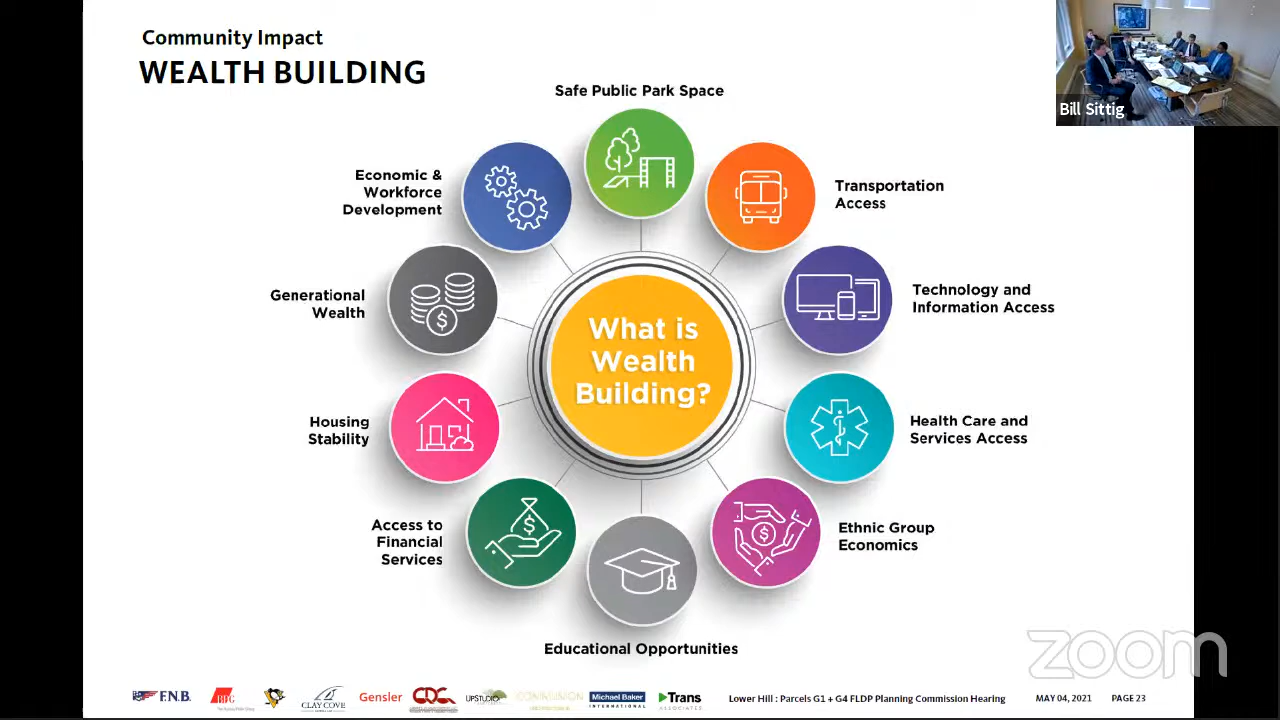 Community Impact
WEALTH BUILDING
Bill Sittig
Safe Public Park Space
Economic &
Workforce
Development
Transportation
Access
Generational
Wealth
Technology and
Information Access
What is
Wealth
Building?
Housing
Stability
Health Care and
Services Access
Access to
Financial
Services
Ethnic Group
Economics
Educational Opportunities
zoom
F.N.B.
CLAY COVE
Gensler
CDC
UPSTUDIO
Michael Baker
INTERNATIONAL
Trans
ASSOCIATES
Lower Hill : Parcels G1 + G4 FLDP Planning Commission Hearing
MAY 04, 2021
PAGE 23